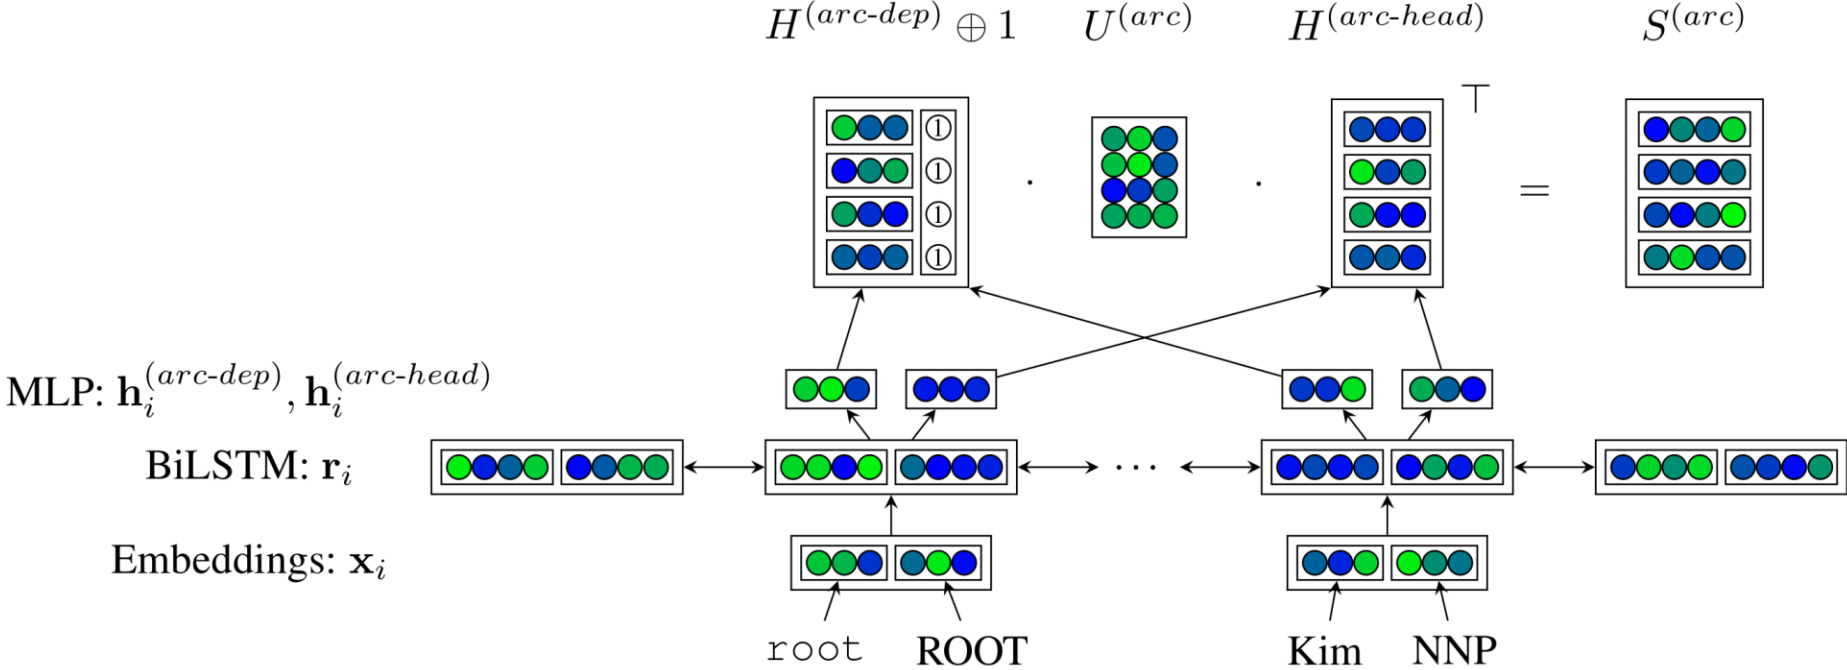 H^(arc-dep) ⊕ 1 U^(arc) H^(arc-head) S^(arc)
⊤
1
1
1
1
· · =
MLP: h_i^(arc-dep), h_i^(arc-head)
BiLSTM: r_i ...
Embeddings: x_i
root ROOT Kim NNP